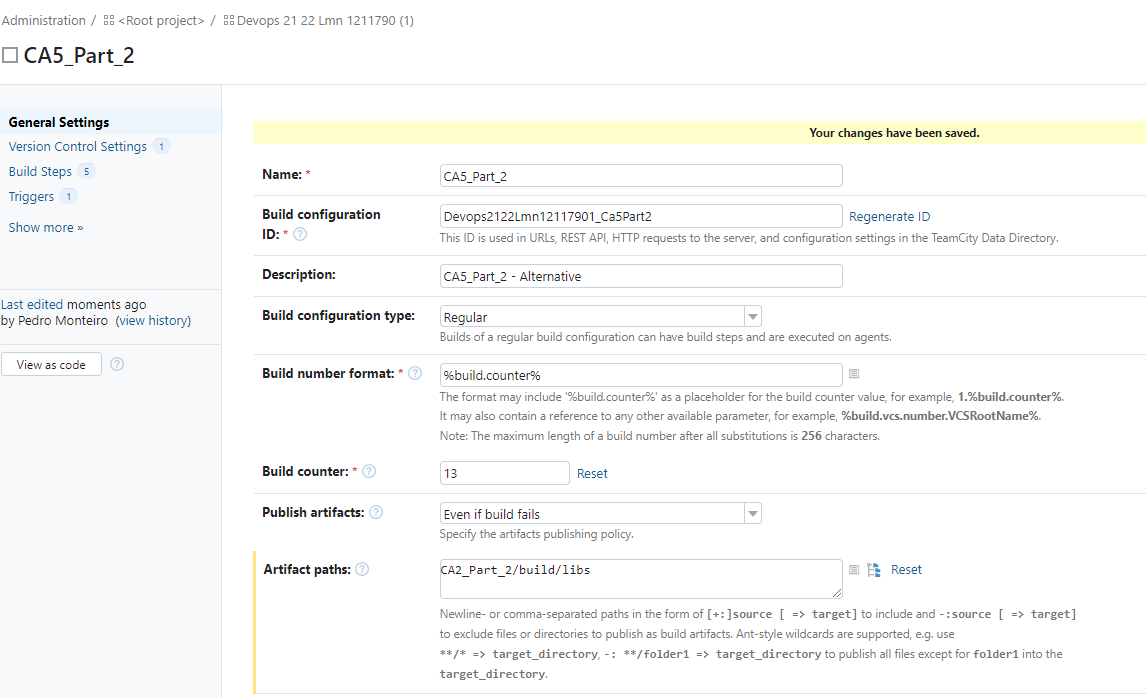 Administration / <Root project> / Devops 21 22 Lmn 1211790 (1)
CA5_Part_2
General Settings
Version Control Settings 1
Build Steps 5
Triggers 1
Show more »
Last edited moments ago
by Pedro Monteiro (view history)
View as code ?
Your changes have been saved.
Name: *
CA5_Part_2
Build configuration
ID: * ?
Devops2122Lmn12117901_Ca5Part2
Regenerate ID
This ID is used in URLs, REST API, HTTP requests to the server, and configuration settings in the TeamCity Data Directory.
Description:
CA5_Part_2 - Alternative
Build configuration type:
Regular
Builds of a regular build configuration can have build steps and are executed on agents.
Build number format: * ?
%build.counter%
The format may include '%build.counter%' as a placeholder for the build counter value, for example, 1.%build.counter%.
It may also contain a reference to any other available parameter, for example, %build.vcs.number.VCSRootName%.
Note: The maximum length of a build number after all substitutions is 256 characters.
Build counter: * ?
13
Reset
Publish artifacts: ?
Even if build fails
Specify the artifacts publishing policy.
Artifact paths: ?
CA2_Part_2/build/libs
Reset
Newline- or comma-separated paths in the form of [+:]source [ => target] to include and -:source [ => target]
to exclude files or directories to publish as build artifacts. Ant-style wildcards are supported, e.g. use
**/* => target_directory, -: **/folder1 => target_directory to publish all files except for folder1 into the
target_directory.